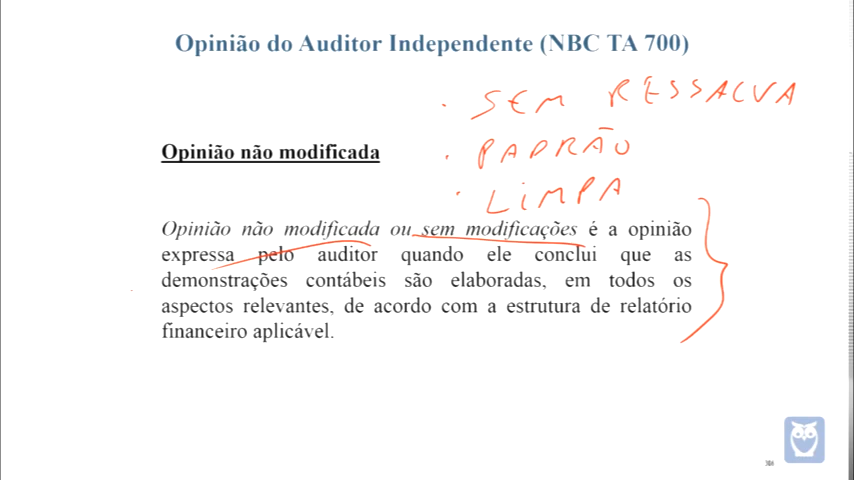 Opinião do Auditor Independente (NBC TA 700)
. SEM RESSALVA
Opinião não modificada
. PADRÃO
. LIMPA
Opinião não modificada ou sem modificações é a opinião
expressa pelo auditor quando ele conclui que as
demonstrações contábeis são elaboradas, em todos os
aspectos relevantes, de acordo com a estrutura de relatório
financeiro aplicável.